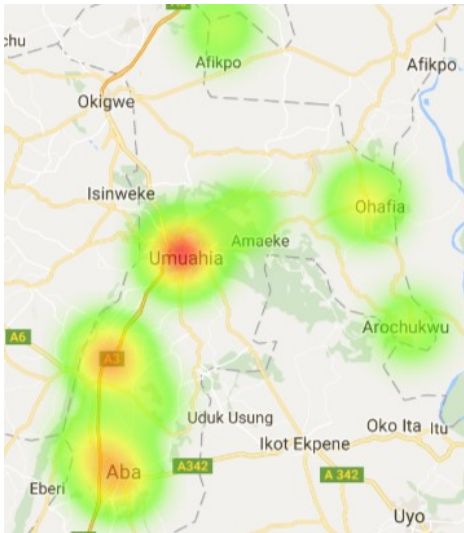 chu
Afikpo
Afikpo
Okigwe
Isinweke
Ohafia
Amaeke
Umuahia
Arochukwu
A6
A3
Uduk Usung
Oko Ita
Itu
Ikot Ekpene
Aba
A342
A 342
Eberi
Uyo